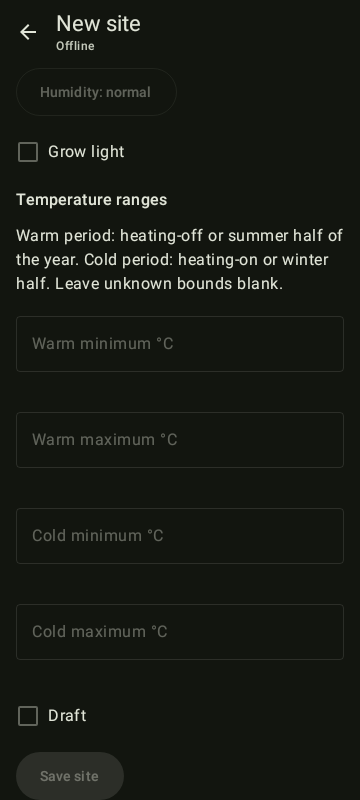 New site
Offline
Humidity: normal
Grow light
Temperature ranges
Warm period: heating-off or summer half of
the year. Cold period: heating-on or winter
half. Leave unknown bounds blank.
Warm minimum °C
Warm maximum °C
Cold minimum °C
Cold maximum °C
Draft
Save site